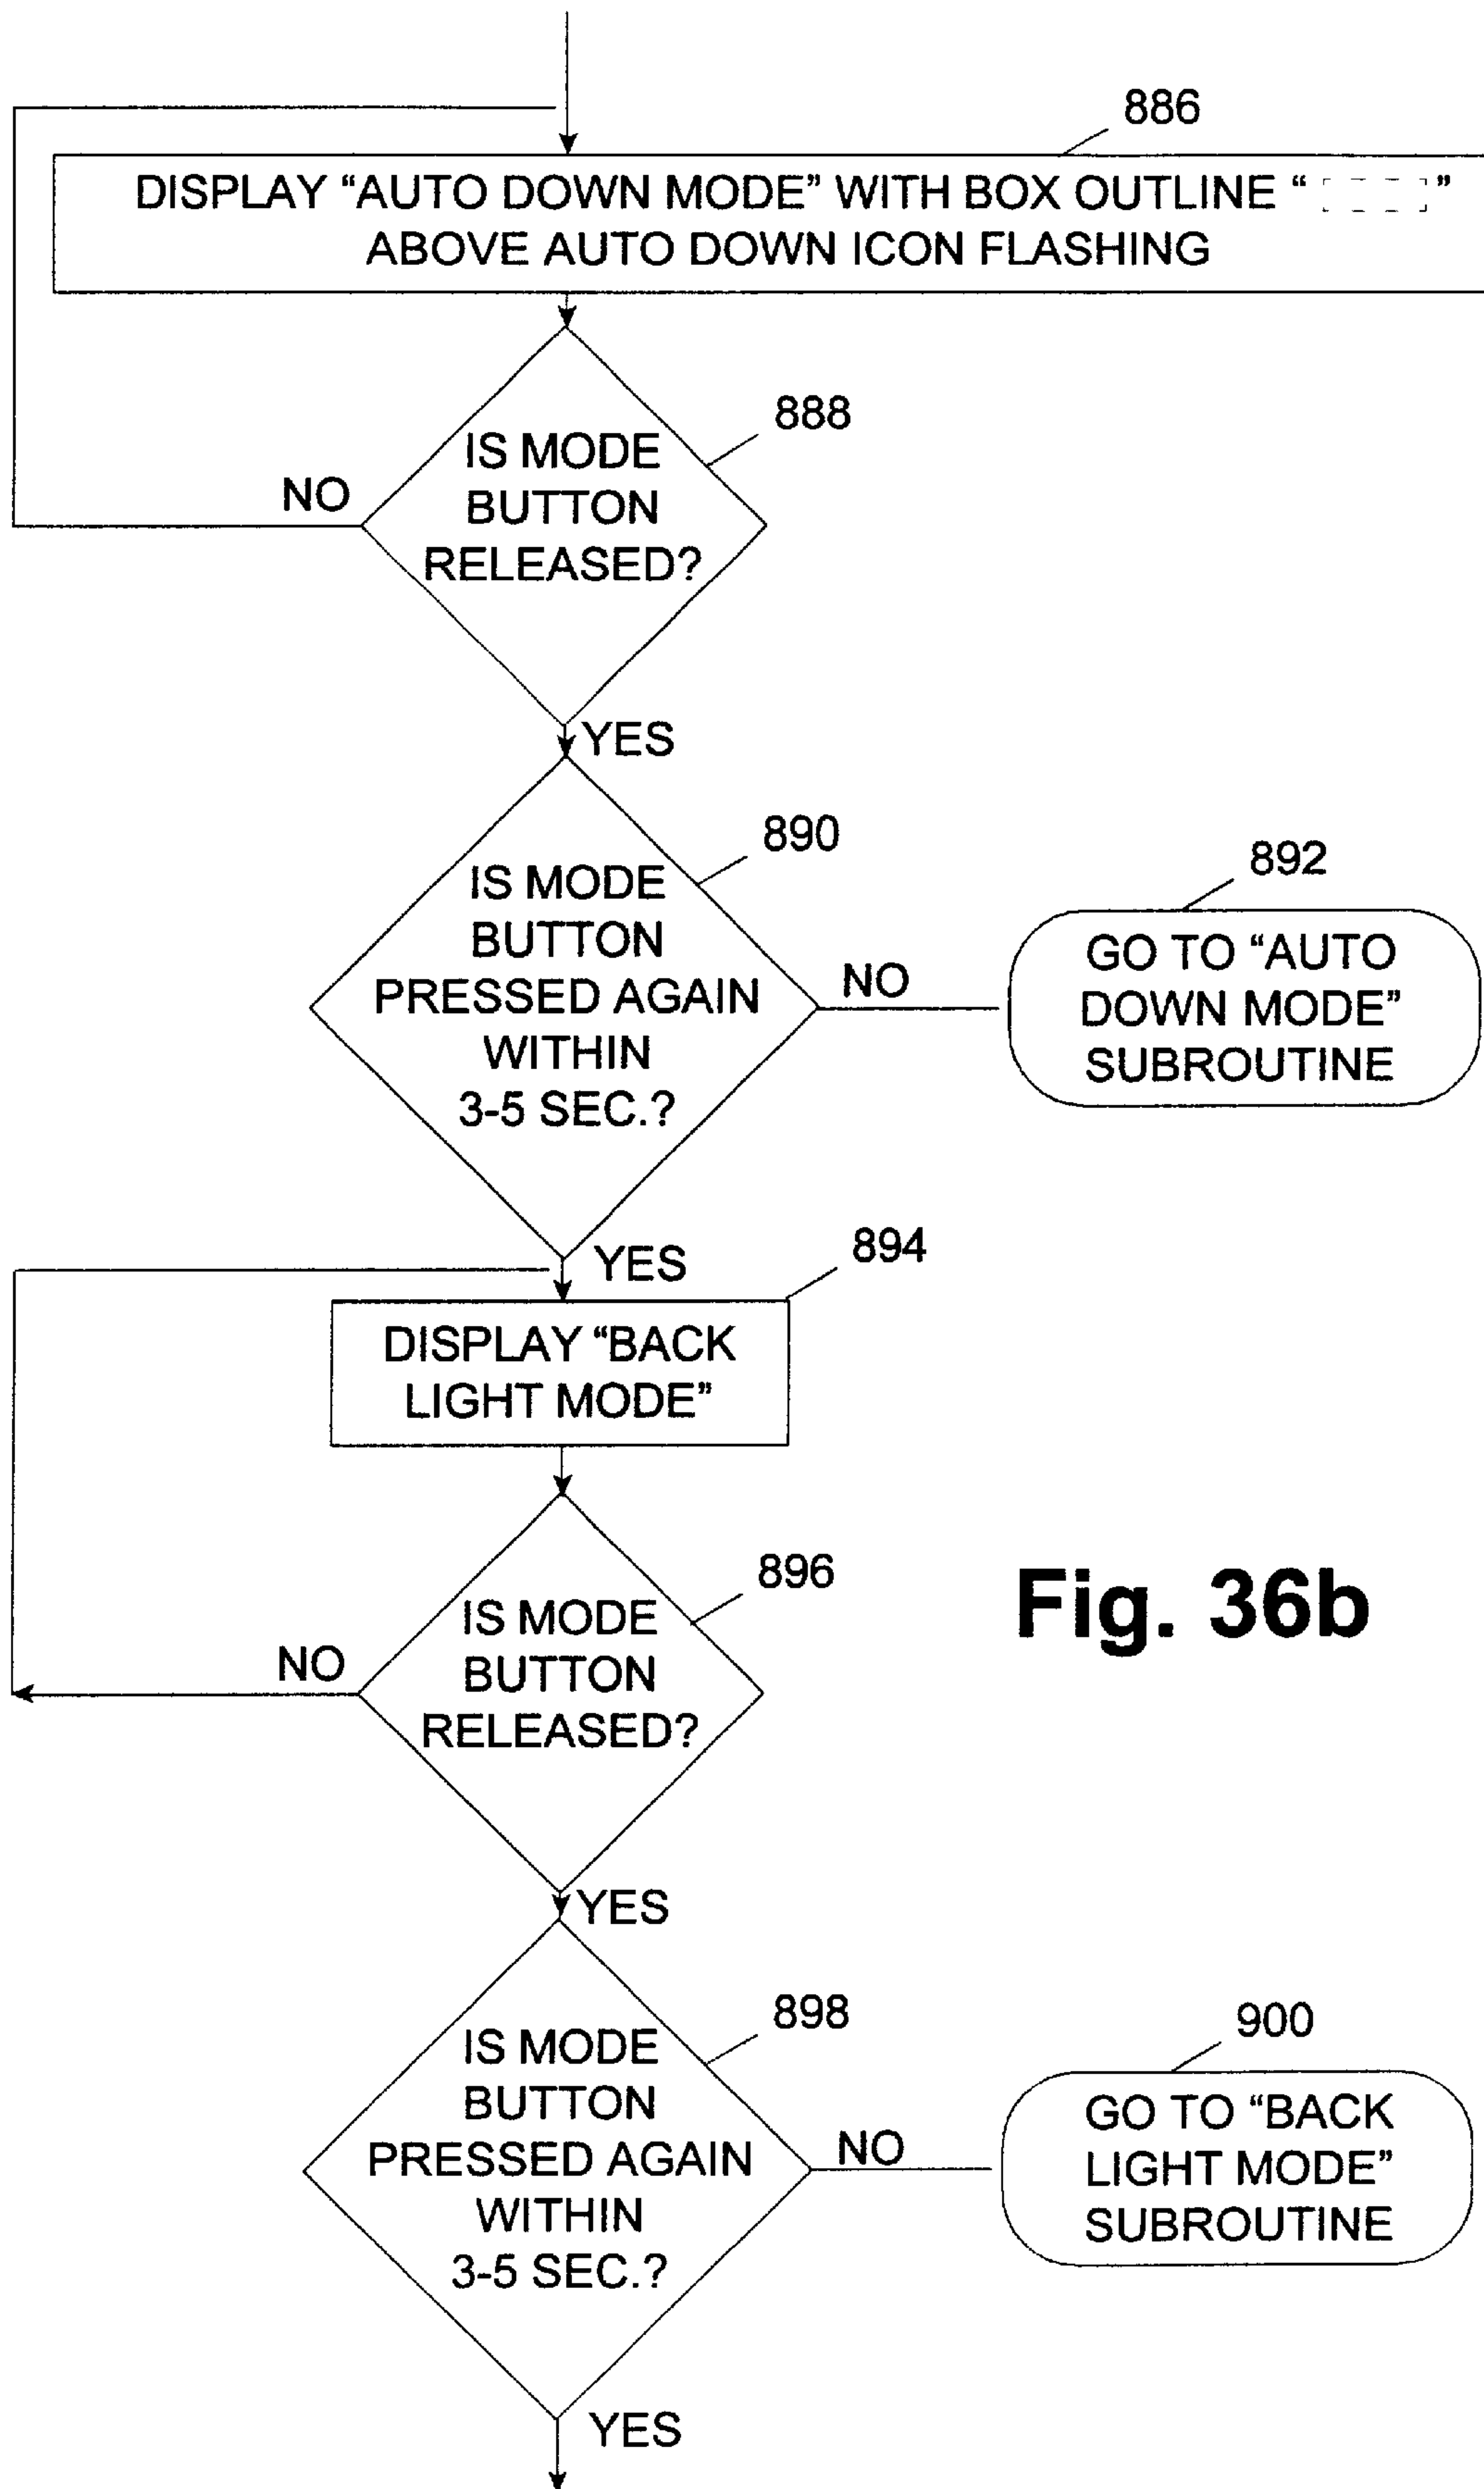 886
DISPLAY “AUTO DOWN MODE” WITH BOX OUTLINE “ ”
ABOVE AUTO DOWN ICON FLASHING
888
IS MODE
BUTTON
RELEASED?
NO
YES
890
IS MODE
BUTTON
PRESSED AGAIN
WITHIN
3-5 SEC.?
NO
892
GO TO “AUTO
DOWN MODE”
SUBROUTINE
YES
894
DISPLAY “BACK
LIGHT MODE”
896
IS MODE
BUTTON
RELEASED?
NO
Fig. 36b
YES
898
IS MODE
BUTTON
PRESSED AGAIN
WITHIN
3-5 SEC.?
NO
900
GO TO “BACK
LIGHT MODE”
SUBROUTINE
YES